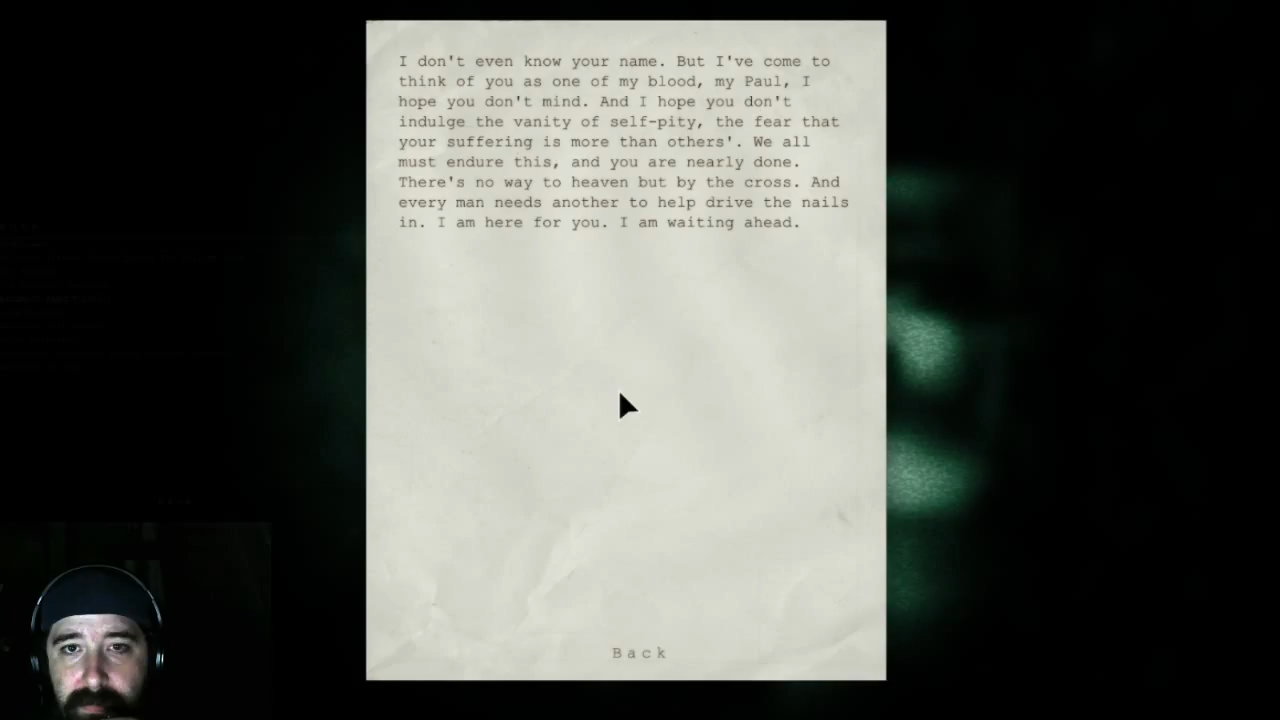 I don't even know your name. But I've come to
think of you as one of my blood, my Paul, I
hope you don't mind. And I hope you don't
indulge the vanity of self-pity, the fear that
your suffering is more than others'. We all
must endure this, and you are nearly done.
There's no way to heaven but by the cross. And
every man needs another to help drive the nails
in. I am here for you. I am waiting ahead.
Back